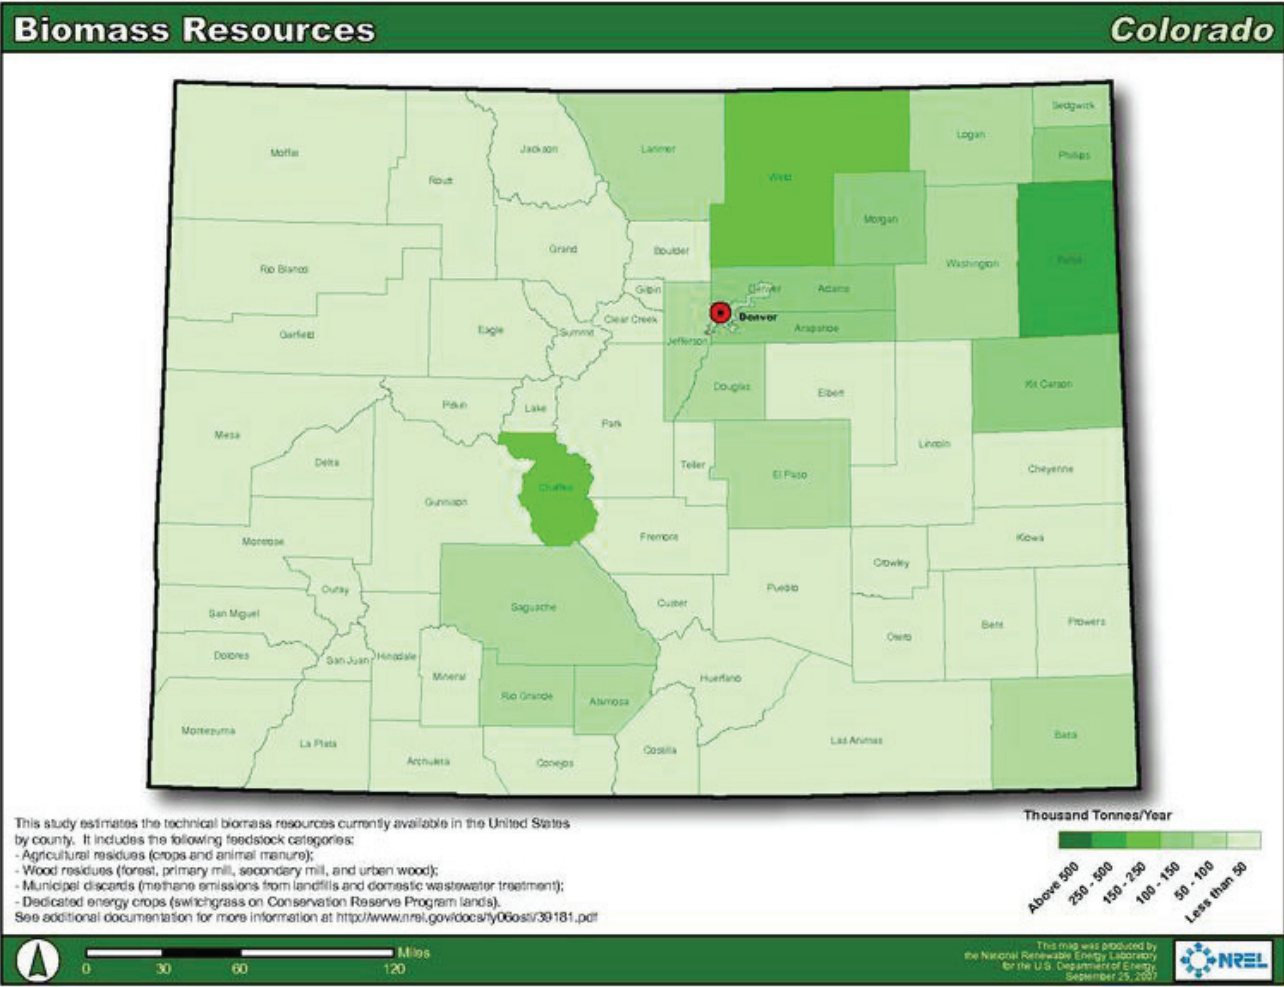 Biomass Resources
Colorado
Sedgwick
Logan
Moffat
Jackson
Larimer
Phillips
Routt
Weld
Morgan
Grand
Boulder
Washington
Yuma
Rio Blanco
Gilpin
Denver
Adams
Clear Creek
Denver
Garfield
Eagle
Summit
Arapahoe
Jefferson
Pitkin
Lake
Douglas
Elbert
Kit Carson
Mesa
Park
Lincoln
Delta
Teller
El Paso
Cheyenne
Gunnison
Chaffee
Montrose
Fremont
Kiowa
Crowley
Ouray
Pueblo
San Miguel
Saguache
Custer
Otero
Bent
Prowers
Dolores
San Juan
Hinsdale
Mineral
Huerfano
Rio Grande
Alamosa
Montezuma
La Plata
Archuleta
Conejos
Costilla
Las Animas
Baca
This study estimates the technical biomass resources currently available in the United States
by county. It includes the following feedstock categories:
- Agricultural residues (crops and animal manure);
- Wood residues (forest, primary mill, secondary mill, and urban wood);
- Municipal discards (methane emissions from landfills and domestic wastewater treatment);
- Dedicated energy crops (switchgrass on Conservation Reserve Program lands).
See additional documentation for more information at http://www.nrel.gov/docs/fy06osti/39181.pdf
Thousand Tonnes/Year
Above 500
250 - 500
150 - 250
100 - 150
50 - 100
Less than 50
Miles
0 30 60 120
This map was produced by
the National Renewable Energy Laboratory
for the U.S. Department of Energy
September 25, 2007
NREL